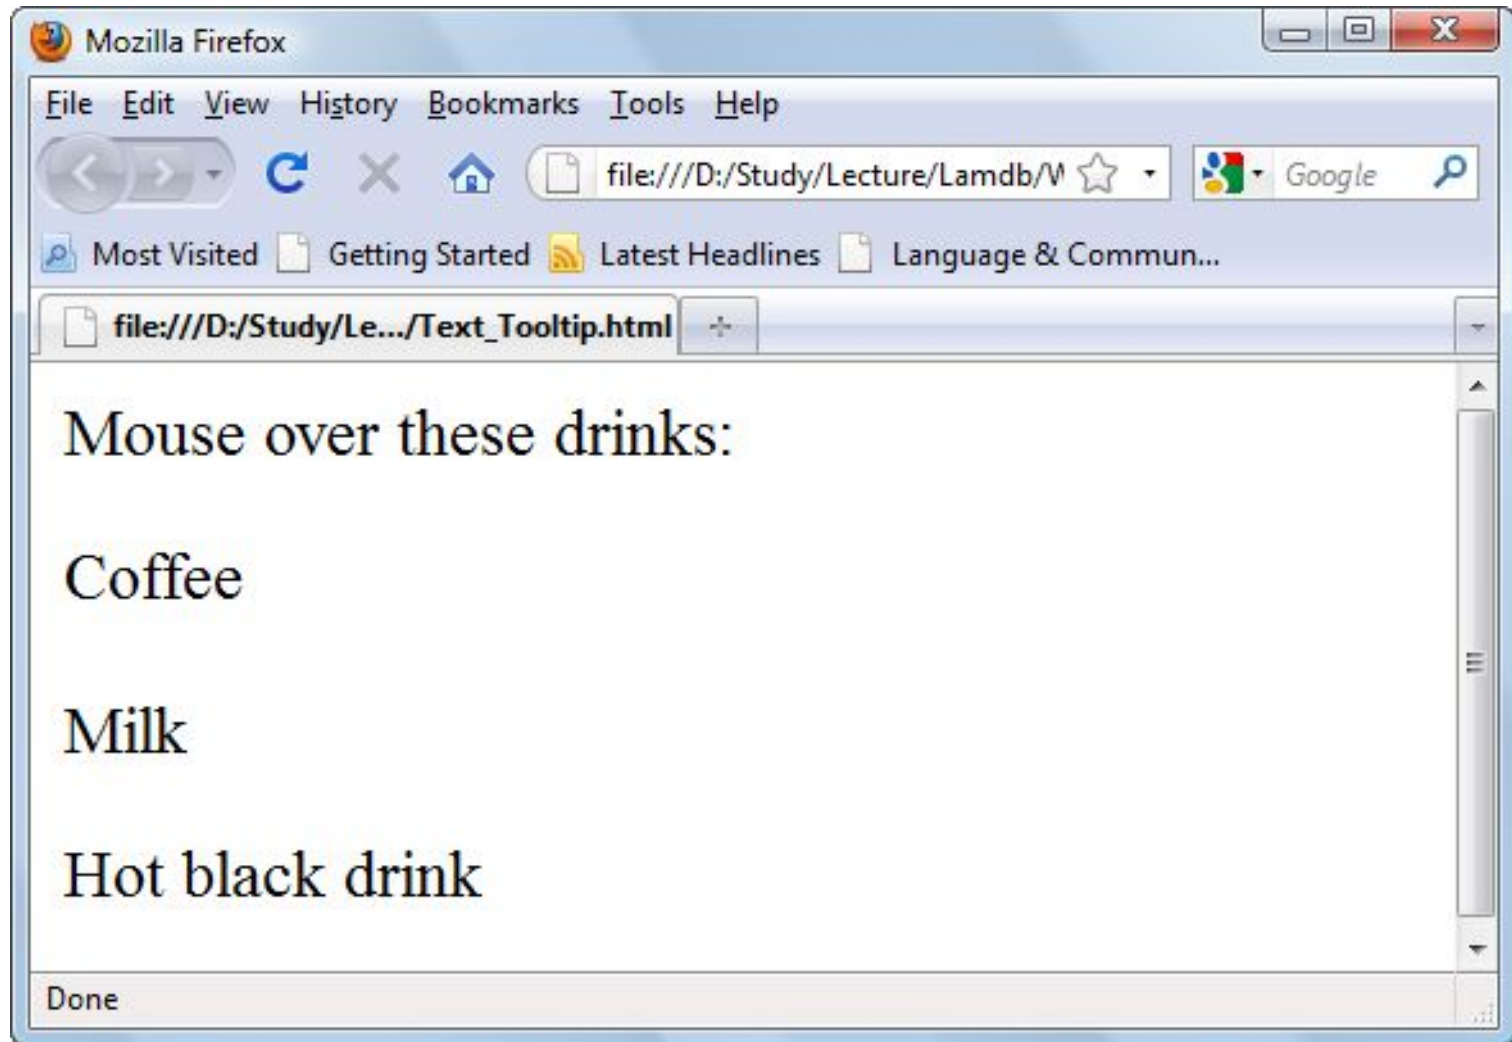 Mozilla Firefox
File Edit View History Bookmarks Tools Help
file:///D:/Study/Lecture/Lamdb/W Google
Most Visited Getting Started Latest Headlines Language & Commun...
file:///D:/Study/Le.../Text_Tooltip.html
Mouse over these drinks:
Coffee
Milk
Hot black drink
Done